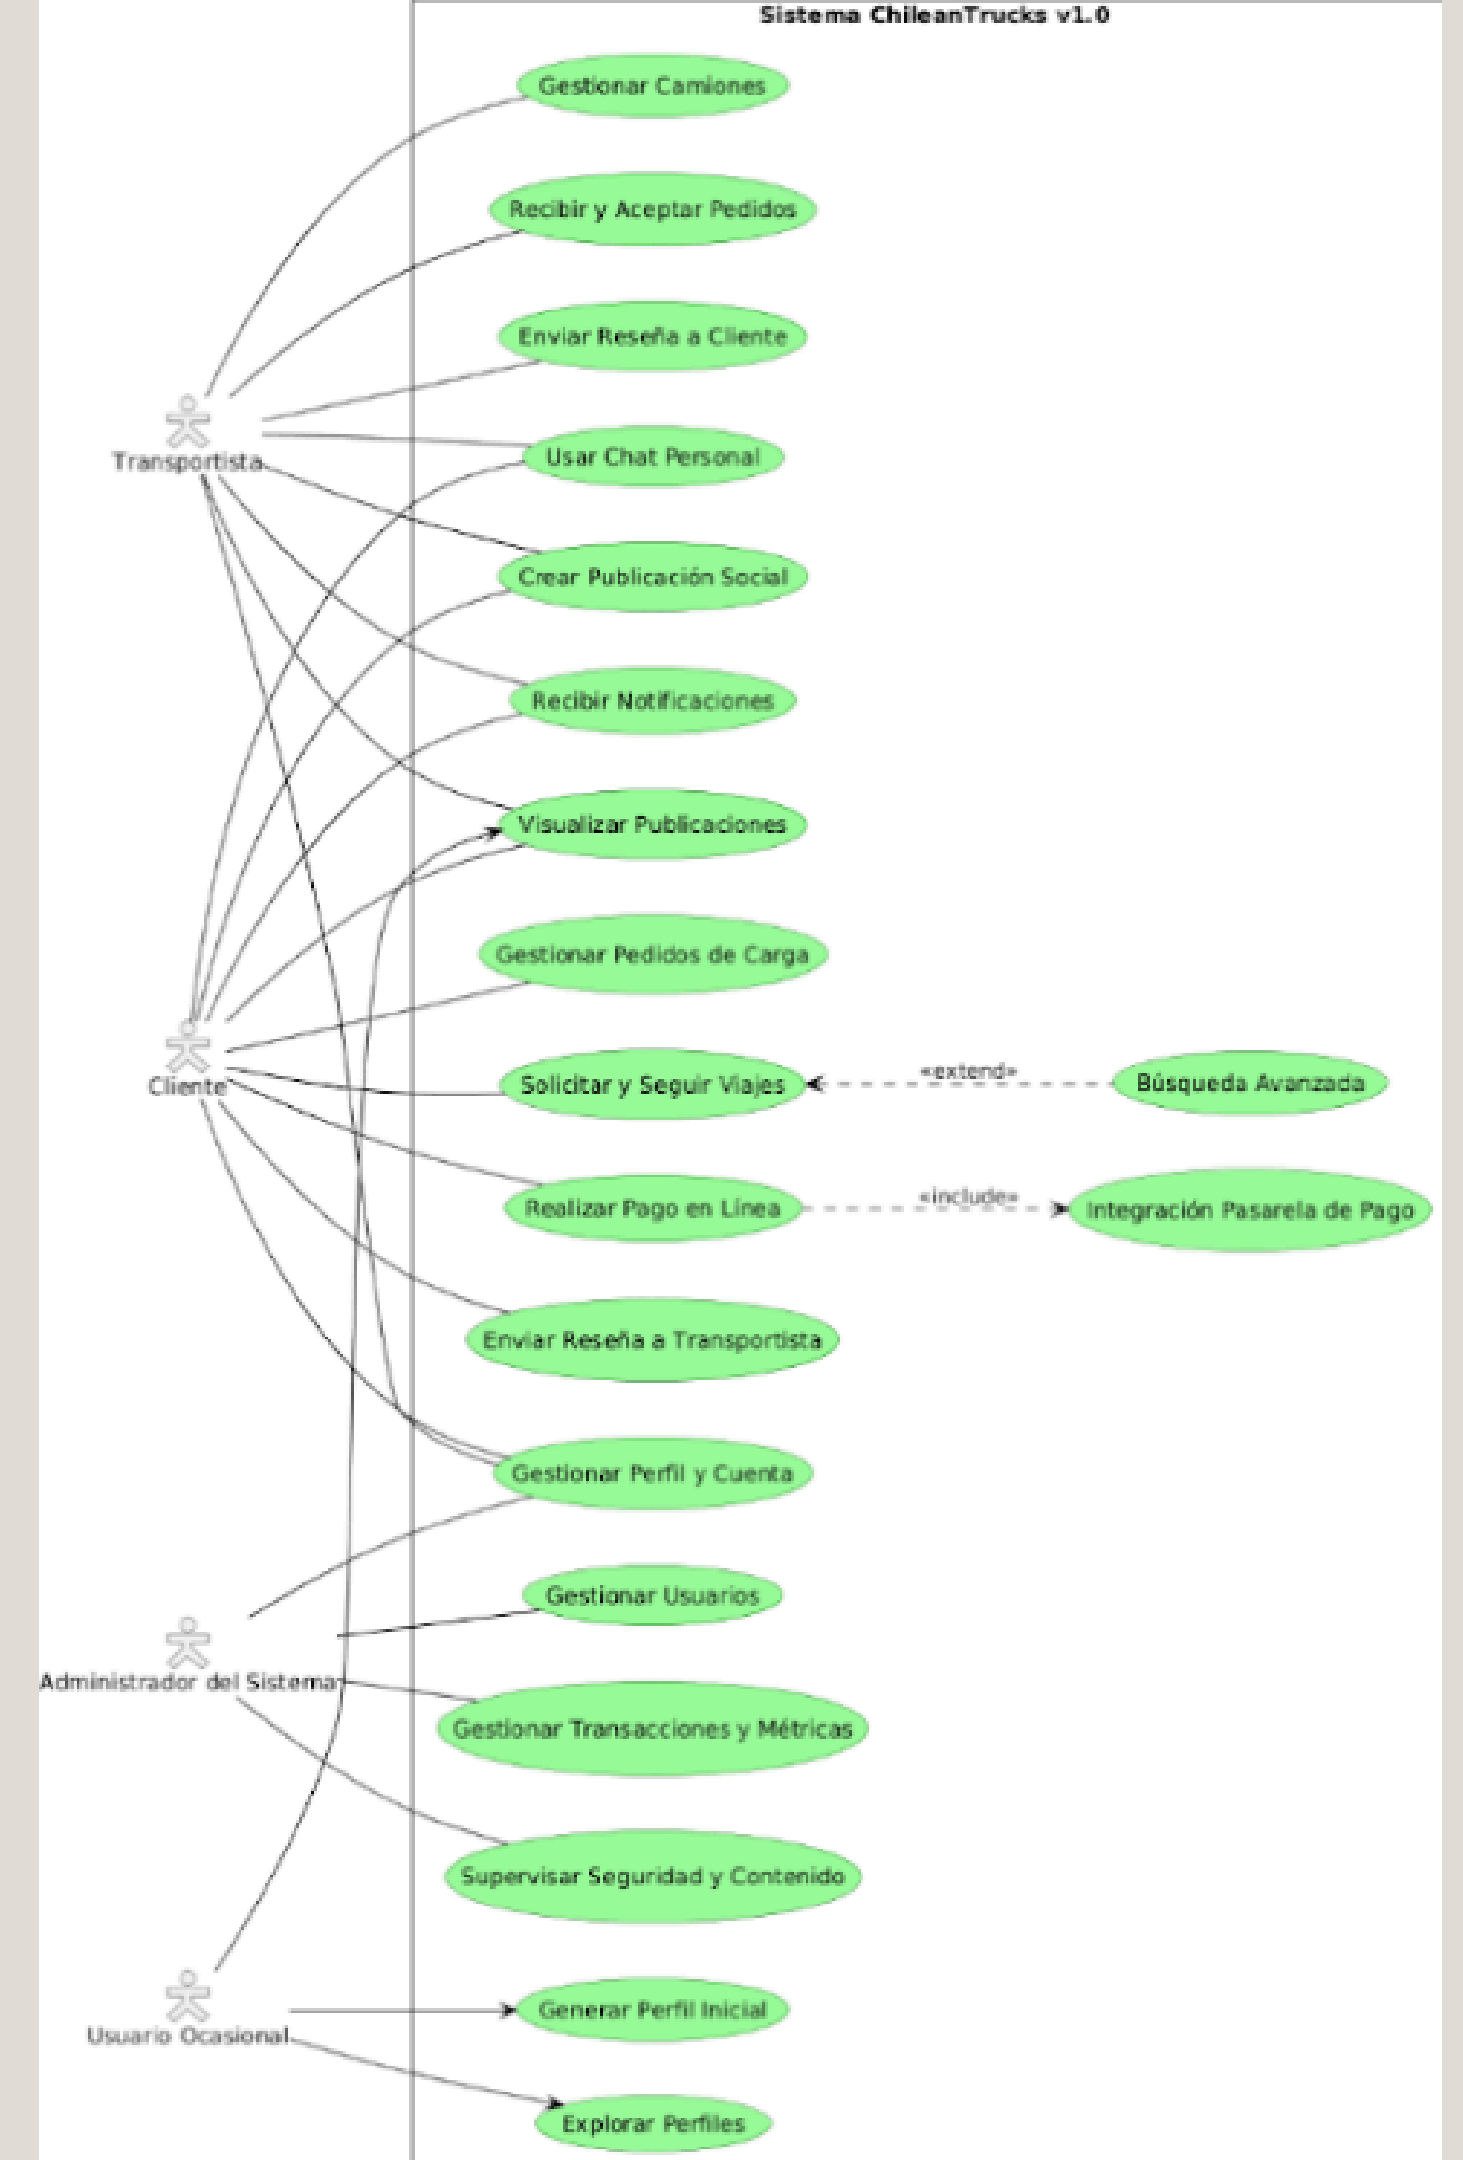 Sistema ChileanTrucks v1.0
Gestionar Camiones
Recibir y Aceptar Pedidos
Enviar Reseña a Cliente
Transportista
Usar Chat Personal
Crear Publicación Social
Recibir Notificaciones
Visualizar Publicaciones
Gestionar Pedidos de Carga
Cliente
Solicitar y Seguir Viajes
«extend»
Búsqueda Avanzada
Realizar Pago en Línea
«include»
Integración Pasarela de Pago
Enviar Reseña a Transportista
Gestionar Perfil y Cuenta
Gestionar Usuarios
Administrador del Sistema
Gestionar Transacciones y Métricas
Supervisar Seguridad y Contenido
Generar Perfil Inicial
Usuario Ocasional
Explorar Perfiles